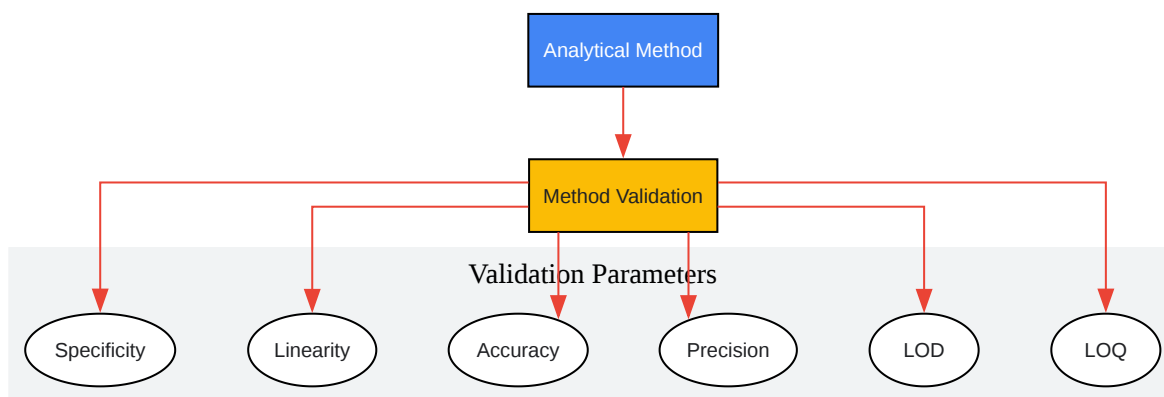 Analytical Method
Method Validation
Validation Parameters
Specificity
Linearity
Accuracy
Precision
LOD
LOQ